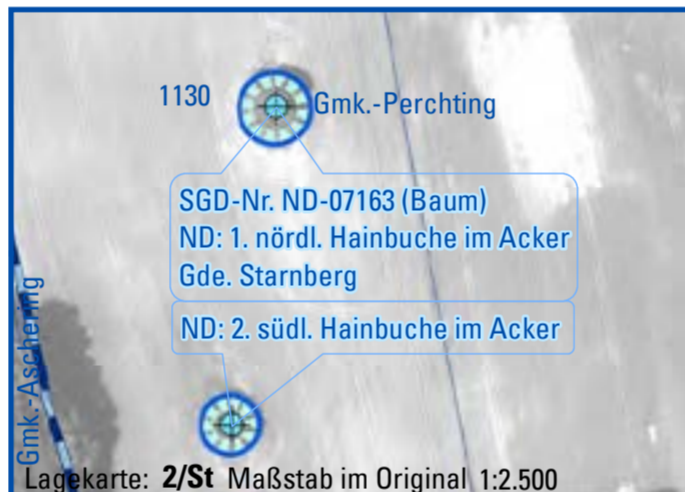 1130
Gmk.-Perchting
SGD-Nr. ND-07163 (Baum)
ND: 1. nördl. Hainbuche im Acker
Gde. Starnberg
ND: 2. südl. Hainbuche im Acker
Gmk.-Aschering
Lagekarte: 2/St Maßstab im Original 1:2.500